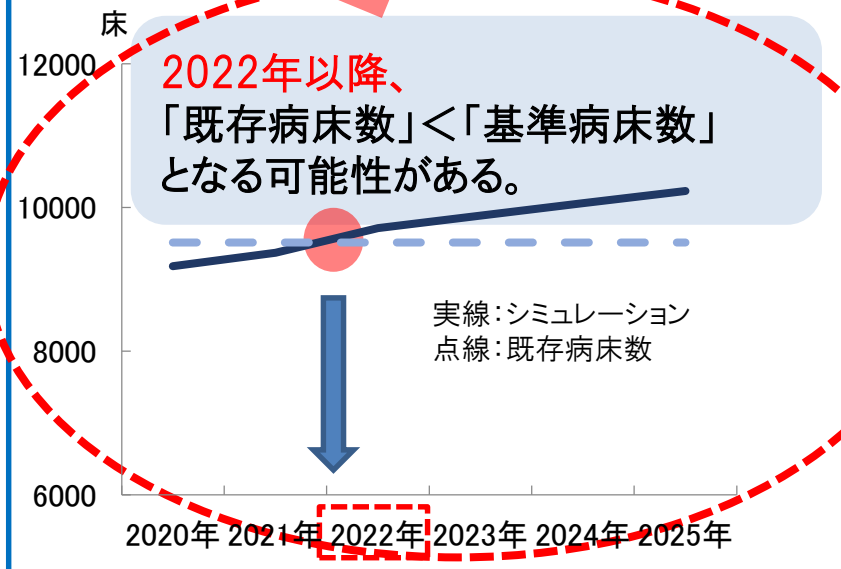 床
12000
2022年以降、
「既存病床数」＜「基準病床数」
となる可能性がある。
10000
実線：シミュレーション
点線：既存病床数
8000
6000
2020年 2021年 2022年 2023年 2024年 2025年